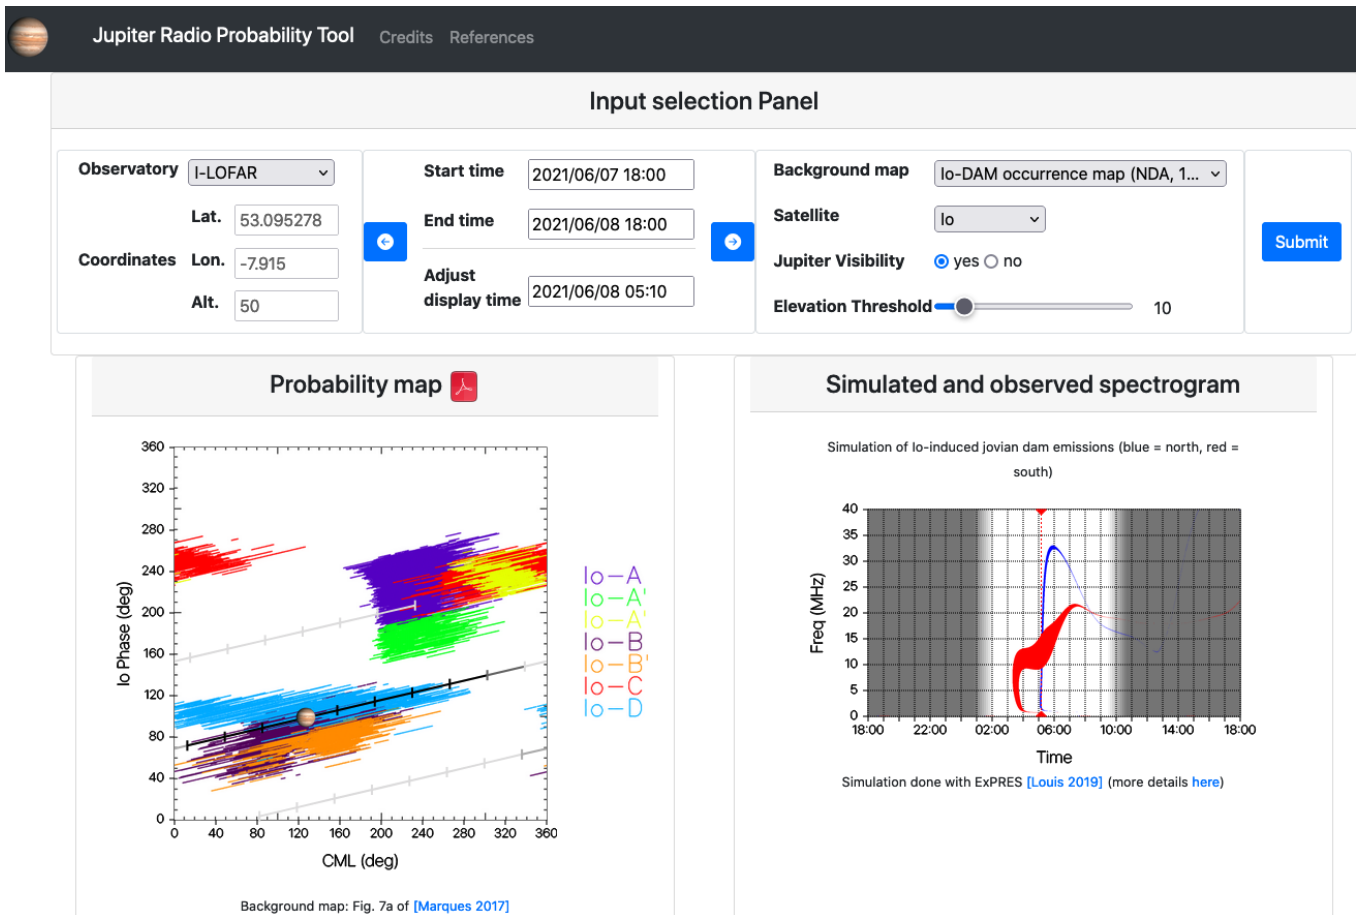 Jupiter Radio Probability Tool Credits References
Input selection Panel
Observatory I-LOFAR
Lat. 53.095278
Coordinates Lon. -7.915
Alt. 50
Start time 2021/06/07 18:00
End time 2021/06/08 18:00
Adjust
display time 2021/06/08 05:10
Background map Io-DAM occurrence map (NDA, 1...
Satellite Io
Jupiter Visibility yes no
Elevation Threshold 10
Submit
Probability map
360
320
280
240
200
160
120
80
40
0
Io Phase (deg)
0 40 80 120 160 200 240 280 320 360
CML (deg)
Io-A
Io-A'
Io-A'
Io-B
Io-B'
Io-C
Io-D
Background map: Fig. 7a of [Marques 2017]
Simulated and observed spectrogram
Simulation of Io-induced jovian dam emissions (blue = north, red =
south)
40
35
30
25
20
15
10
5
0
Freq (MHz)
18:00 22:00 02:00 06:00 10:00 14:00 18:00
Time
Simulation done with ExPRES [Louis 2019] (more details here)